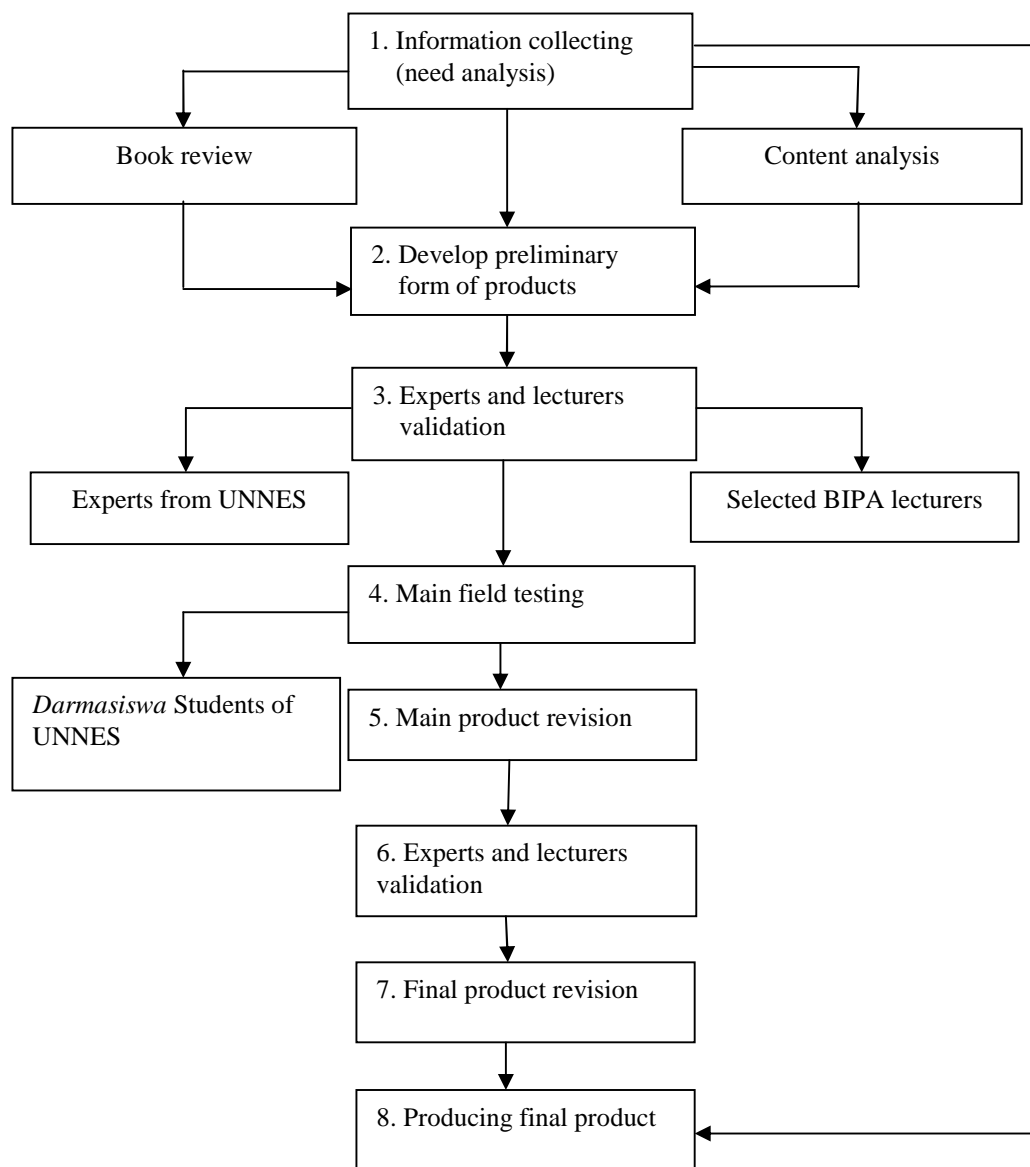 1. Information collecting
(need analysis)
Book review
Content analysis
2. Develop preliminary
form of products
3. Experts and lecturers
validation
Experts from UNNES
Selected BIPA lecturers
4. Main field testing
Darmasiswa Students of
UNNES
5. Main product revision
6. Experts and lecturers
validation
7. Final product revision
8. Producing final product